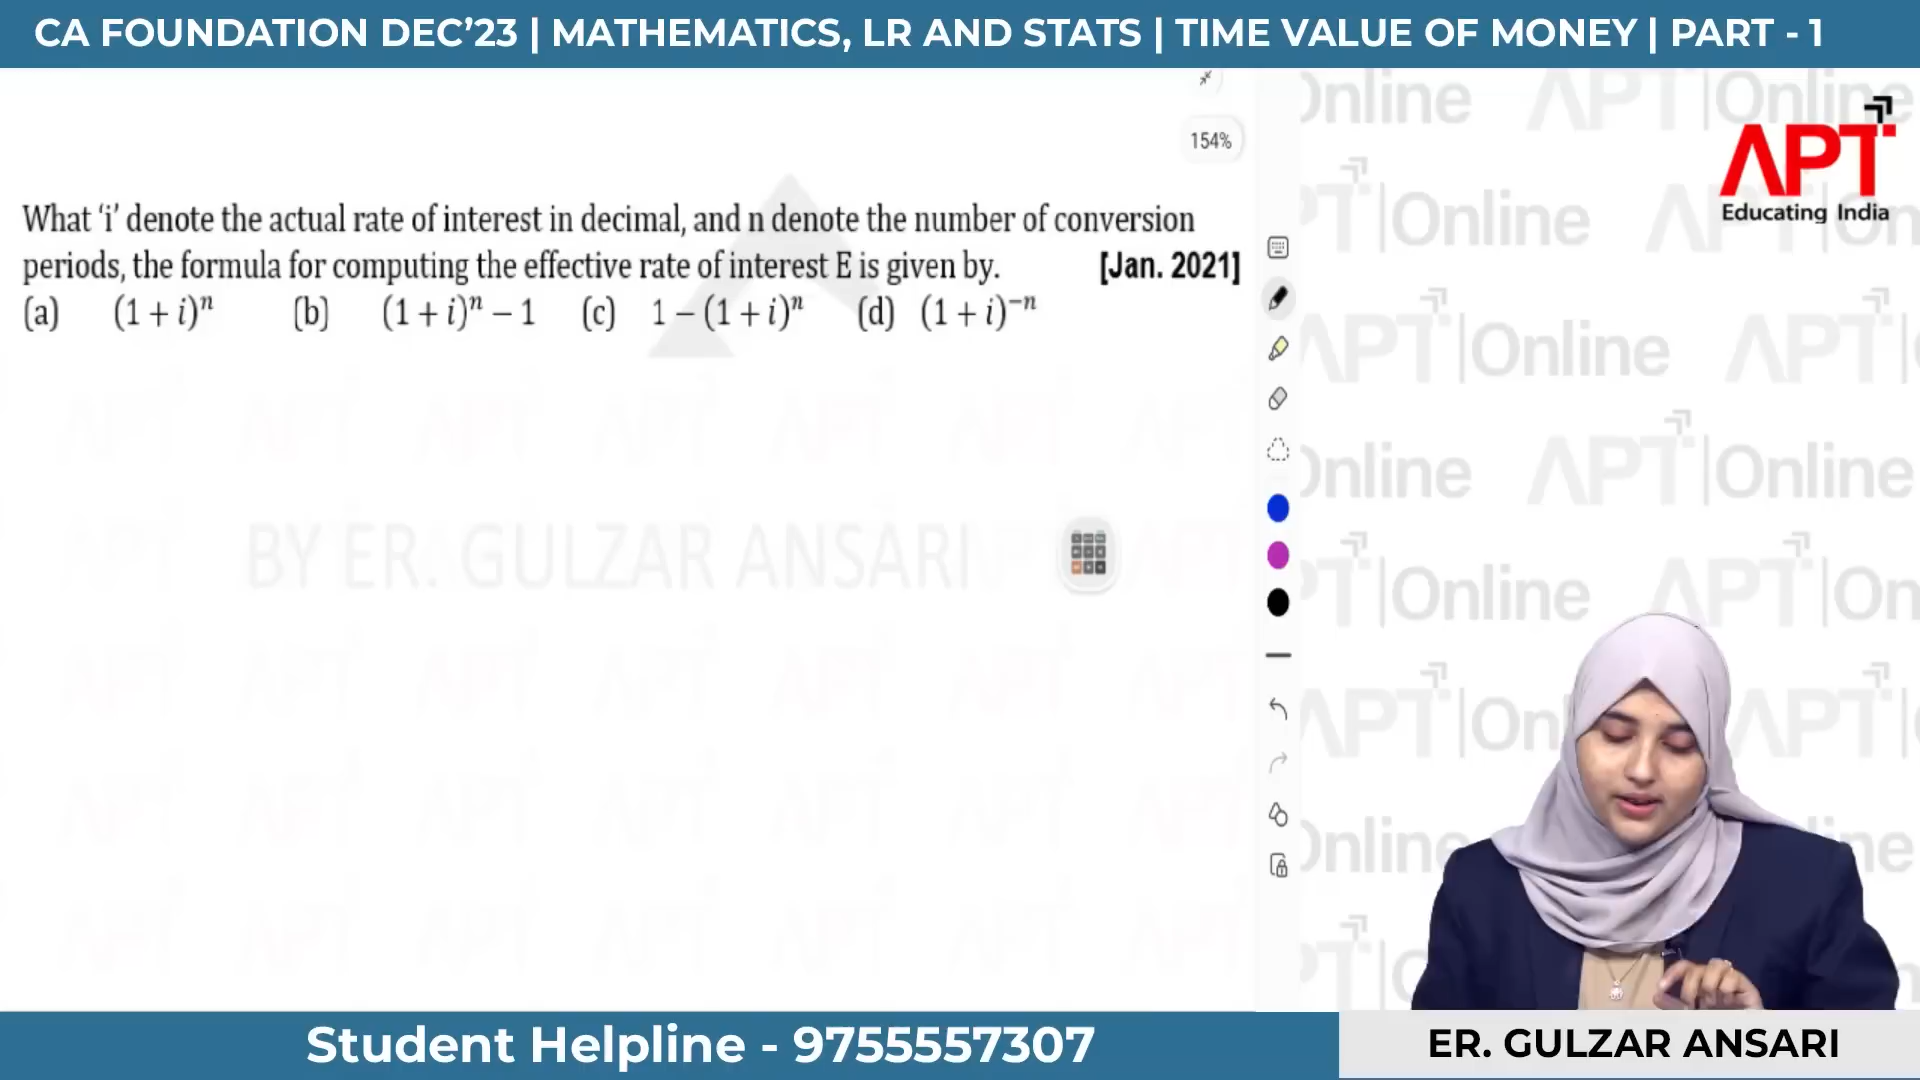 CA FOUNDATION DEC’23 | MATHEMATICS, LR AND STATS | TIME VALUE OF MONEY | PART - 1
154%
APT
Educating India
What ‘i’ denote the actual rate of interest in decimal, and n denote the number of conversion
periods, the formula for computing the effective rate of interest E is given by. [Jan. 2021]
(a) (1 + i)ⁿ (b) (1 + i)ⁿ – 1 (c) 1 – (1 + i)ⁿ (d) (1 + i)⁻ⁿ
BY ER. GULZAR ANSARI
APT|Online
Student Helpline - 9755557307
ER. GULZAR ANSARI